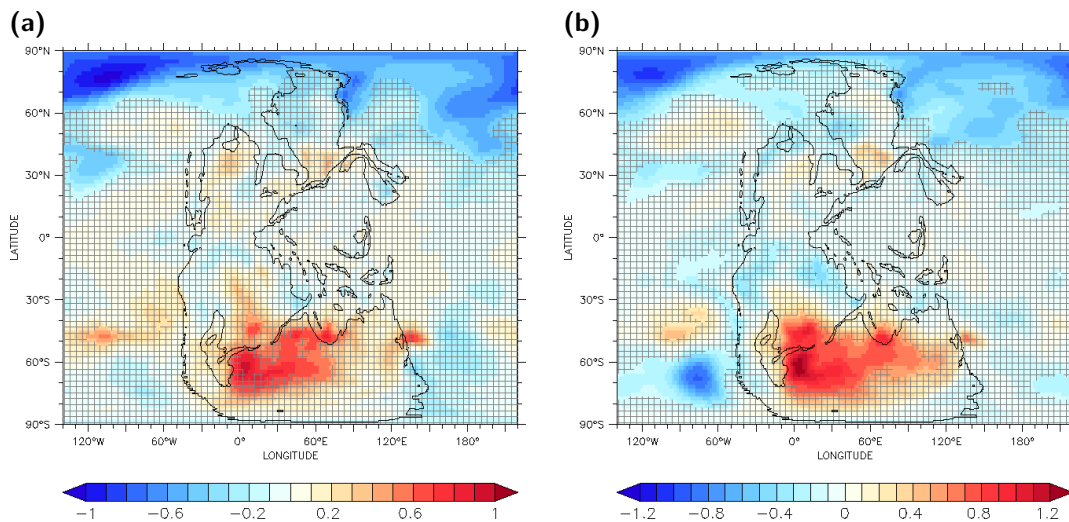 (a)
90°N
60°N
30°N
0°
30°S
60°S
90°S
LATITUDE
120°W 60°W 0° 60°E 120°E 180°
LONGITUDE
−1 −0.6 −0.2 0.2 0.6 1
(b)
90°N
60°N
30°N
0°
30°S
60°S
90°S
LATITUDE
120°W 60°W 0° 60°E 120°E 180°
LONGITUDE
−1.2 −0.8 −0.4 0 0.4 0.8 1.2